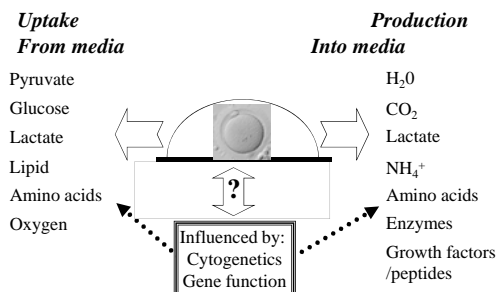 Uptake
From media
Pyruvate
Glucose
Lactate
Lipid
Amino acids
Oxygen
?
Influenced by:
Cytogenetics
Gene function
Production
Into media
H₂0
CO₂
Lactate
NH₄⁺
Amino acids
Enzymes
Growth factors
/peptides